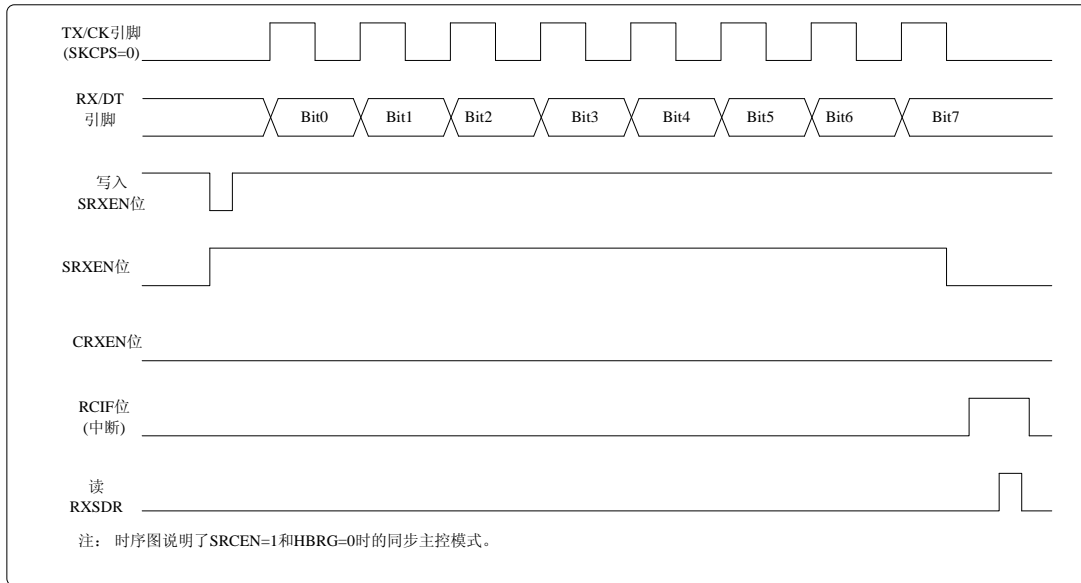 TX/CK引脚
(SKCPS=0)
RX/DT
引脚
Bit0 Bit1 Bit2 Bit3 Bit4 Bit5 Bit6 Bit7
写入
SRXEN位
SRXEN位
CRXEN位
RCIF位
(中断)
读
RXSDR
注： 时序图说明了SRCEN=1和HBRG=0时的同步主控模式。